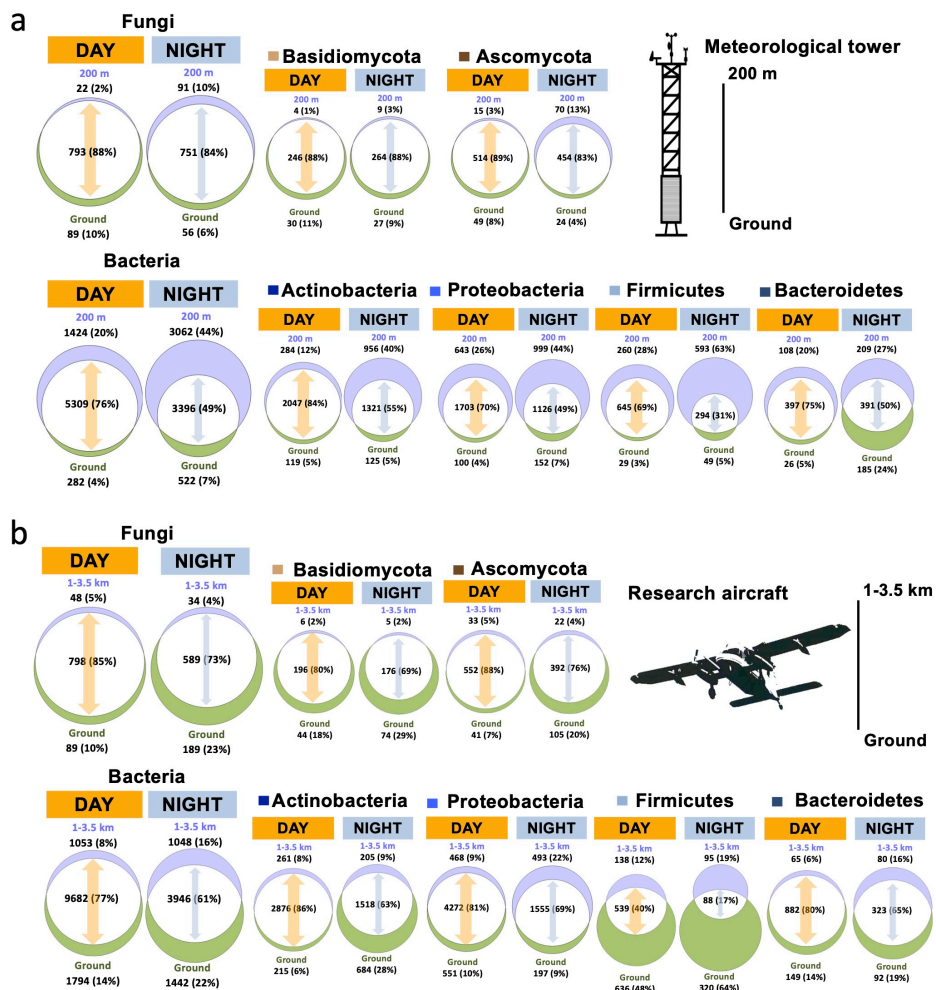 a
Fungi
DAY NIGHT
200 m 200 m
22 (2%) 91 (10%)
793 (88%) 751 (84%)
Ground Ground
89 (10%) 56 (6%)
Basidiomycota
DAY NIGHT
200 m 200 m
4 (1%) 9 (3%)
246 (88%) 264 (88%)
Ground Ground
30 (11%) 27 (9%)
Ascomycota
DAY NIGHT
200 m 200 m
15 (3%) 70 (13%)
514 (89%) 454 (83%)
Ground Ground
49 (8%) 24 (4%)
Meteorological tower
200 m
Ground
Bacteria
DAY NIGHT
200 m 200 m
1424 (20%) 3062 (44%)
5309 (76%) 3396 (49%)
Ground Ground
282 (4%) 522 (7%)
Actinobacteria
DAY NIGHT
200 m 200 m
284 (12%) 956 (40%)
2047 (84%) 1321 (55%)
Ground Ground
119 (5%) 125 (5%)
Proteobacteria
DAY NIGHT
200 m 200 m
643 (26%) 999 (44%)
1703 (70%) 1126 (49%)
Ground Ground
100 (4%) 152 (7%)
Firmicutes
DAY NIGHT
200 m 200 m
260 (28%) 593 (63%)
645 (69%) 294 (31%)
Ground Ground
29 (3%) 49 (5%)
Bacteroidetes
DAY NIGHT
200 m 200 m
108 (20%) 209 (27%)
397 (75%) 391 (50%)
Ground Ground
26 (5%) 185 (24%)
b
Fungi
DAY NIGHT
1-3.5 km 1-3.5 km
48 (5%) 34 (4%)
798 (85%) 589 (73%)
Ground Ground
89 (10%) 189 (23%)
Basidiomycota
DAY NIGHT
1-3.5 km 1-3.5 km
6 (2%) 5 (2%)
196 (80%) 176 (69%)
Ground Ground
44 (18%) 74 (29%)
Ascomycota
DAY NIGHT
1-3.5 km 1-3.5 km
33 (5%) 22 (4%)
552 (88%) 392 (76%)
Ground Ground
41 (7%) 105 (20%)
Research aircraft
1-3.5 km
Ground
Bacteria
DAY NIGHT
1-3.5 km 1-3.5 km
1053 (8%) 1048 (16%)
9682 (77%) 3946 (61%)
Ground Ground
1794 (14%) 1442 (22%)
Actinobacteria
DAY NIGHT
1-3.5 km 1-3.5 km
261 (8%) 205 (9%)
2876 (86%) 1518 (63%)
Ground Ground
215 (6%) 684 (28%)
Proteobacteria
DAY NIGHT
1-3.5 km 1-3.5 km
468 (9%) 493 (22%)
4272 (81%) 1555 (69%)
Ground Ground
551 (10%) 197 (9%)
Firmicutes
DAY NIGHT
1-3.5 km 1-3.5 km
138 (12%) 95 (19%)
539 (40%) 88 (17%)
Ground Ground
636 (48%) 320 (64%)
Bacteroidetes
DAY NIGHT
1-3.5 km 1-3.5 km
65 (6%) 80 (16%)
882 (80%) 323 (65%)
Ground Ground
149 (14%) 92 (19%)